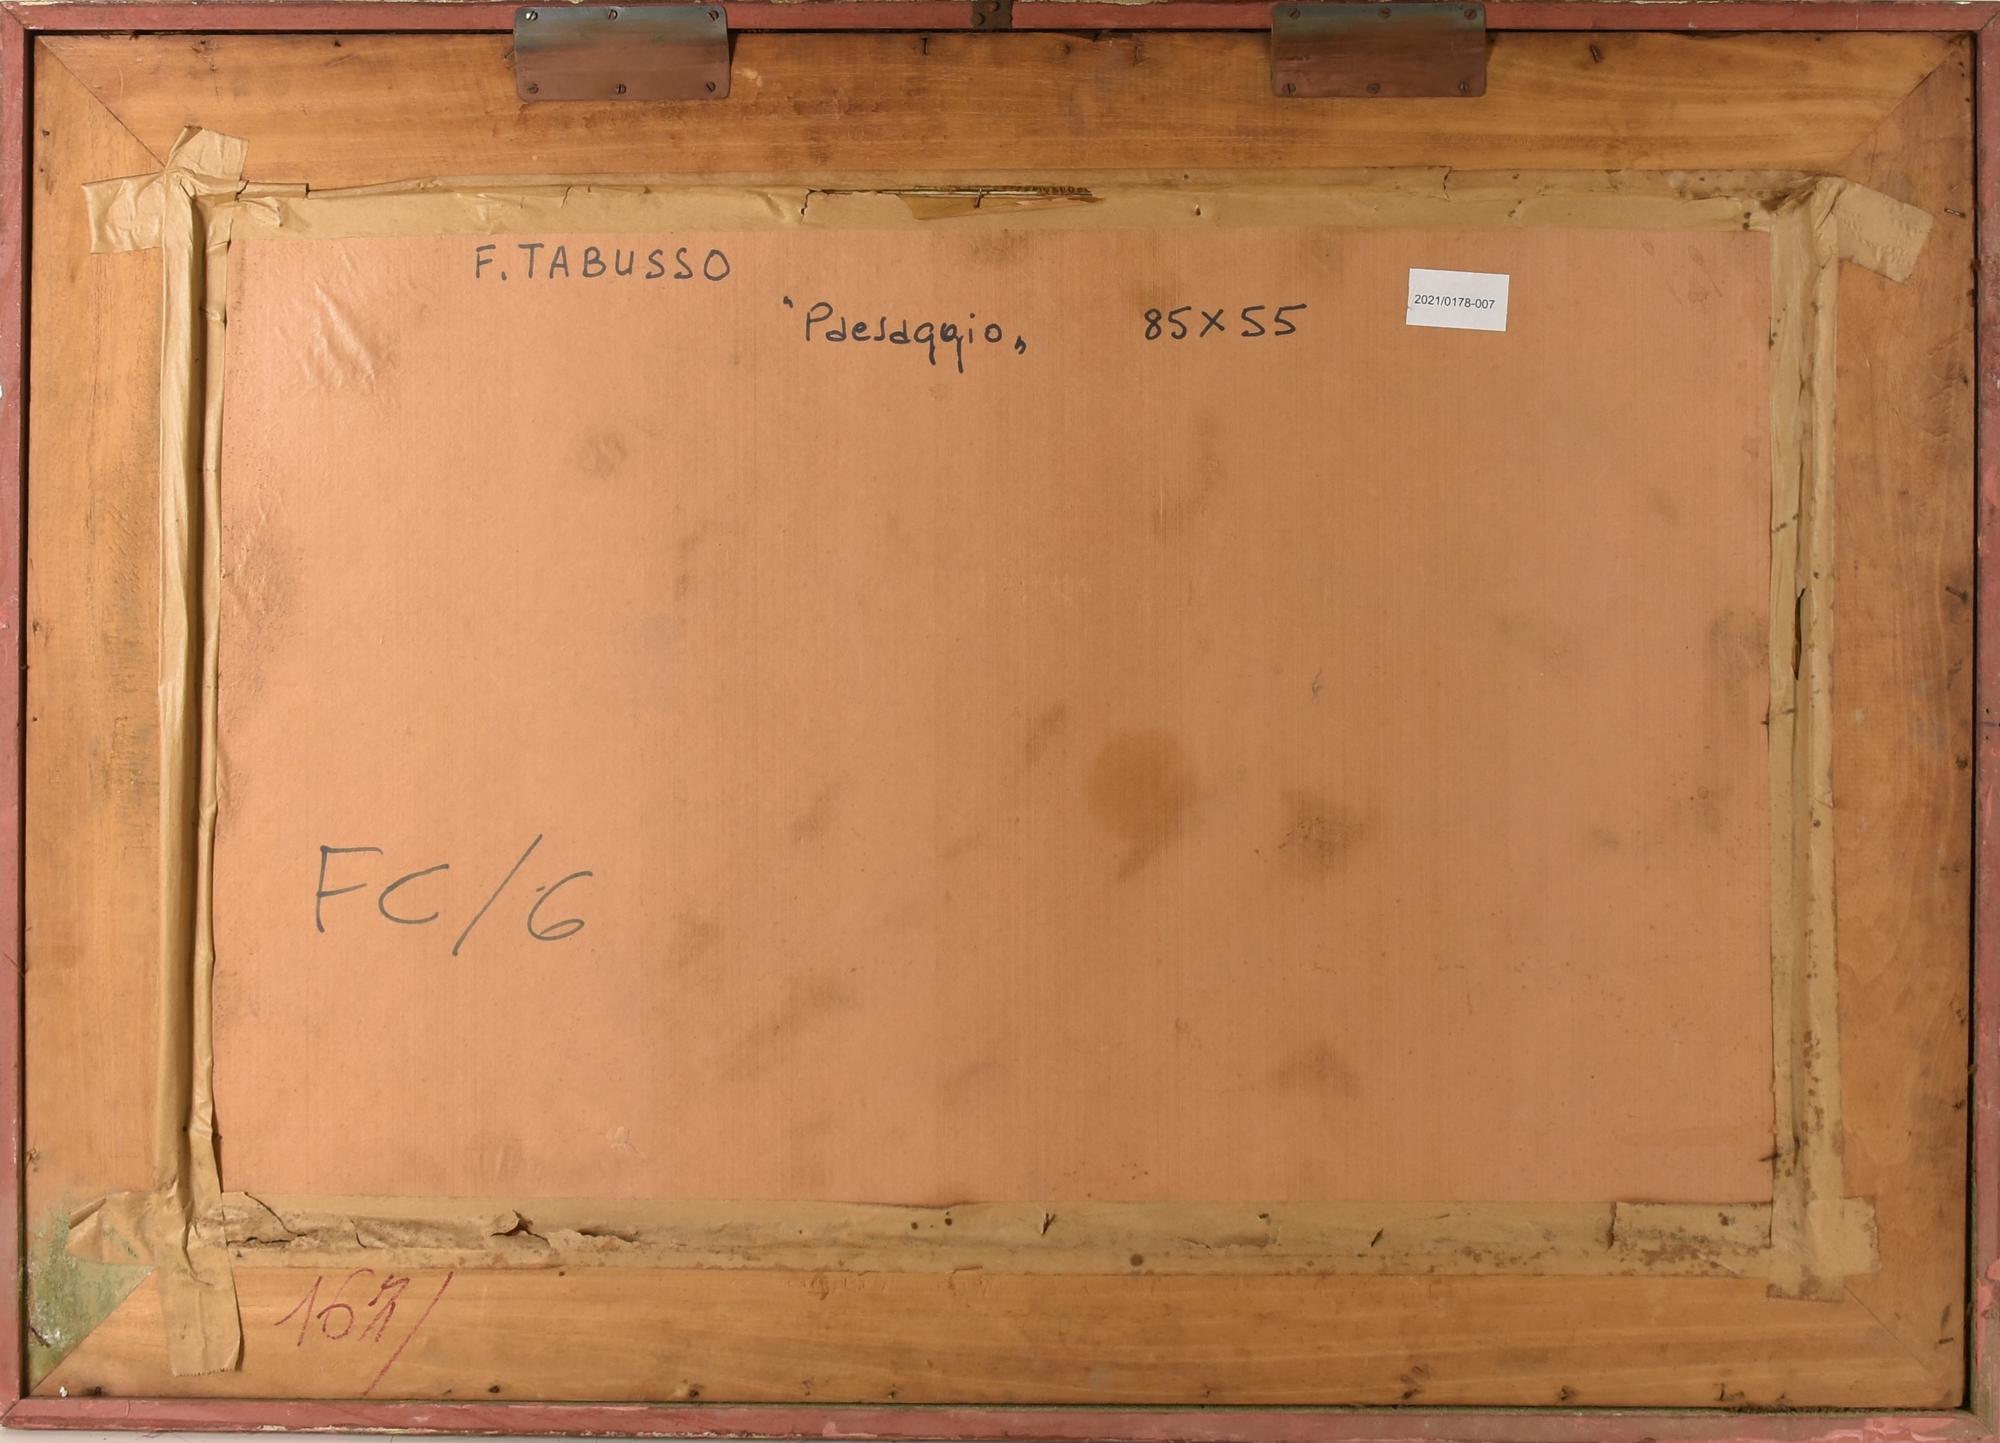 F. TABUSSO
"Paesaggio„ 85×55
2021/0178-007
FC/6